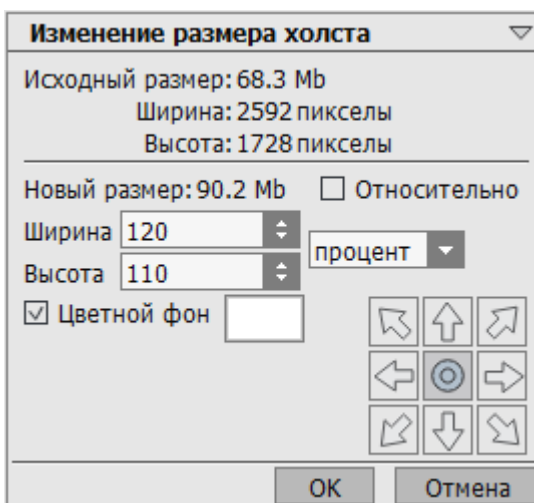 Изменение размера холста
Исходный размер: 68.3 Mb
Ширина: 2592 пикселы
Высота: 1728 пикселы
Новый размер: 90.2 Mb Относительно
Ширина 120
процент
Высота 110
Цветной фон
OK Отмена